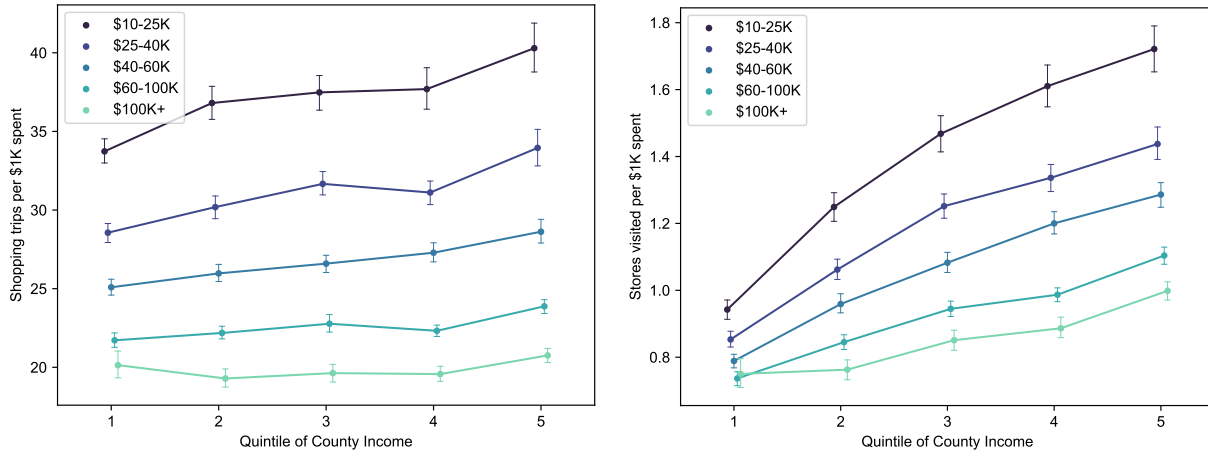 $10-25K
$25-40K
$40-60K
$60-100K
$100K+
40
35
30
25
20
Shopping trips per $1K spent
1 2 3 4 5
Quintile of County Income
$10-25K
$25-40K
$40-60K
$60-100K
$100K+
1.8
1.6
1.4
1.2
1.0
0.8
Stores visited per $1K spent
1 2 3 4 5
Quintile of County Income